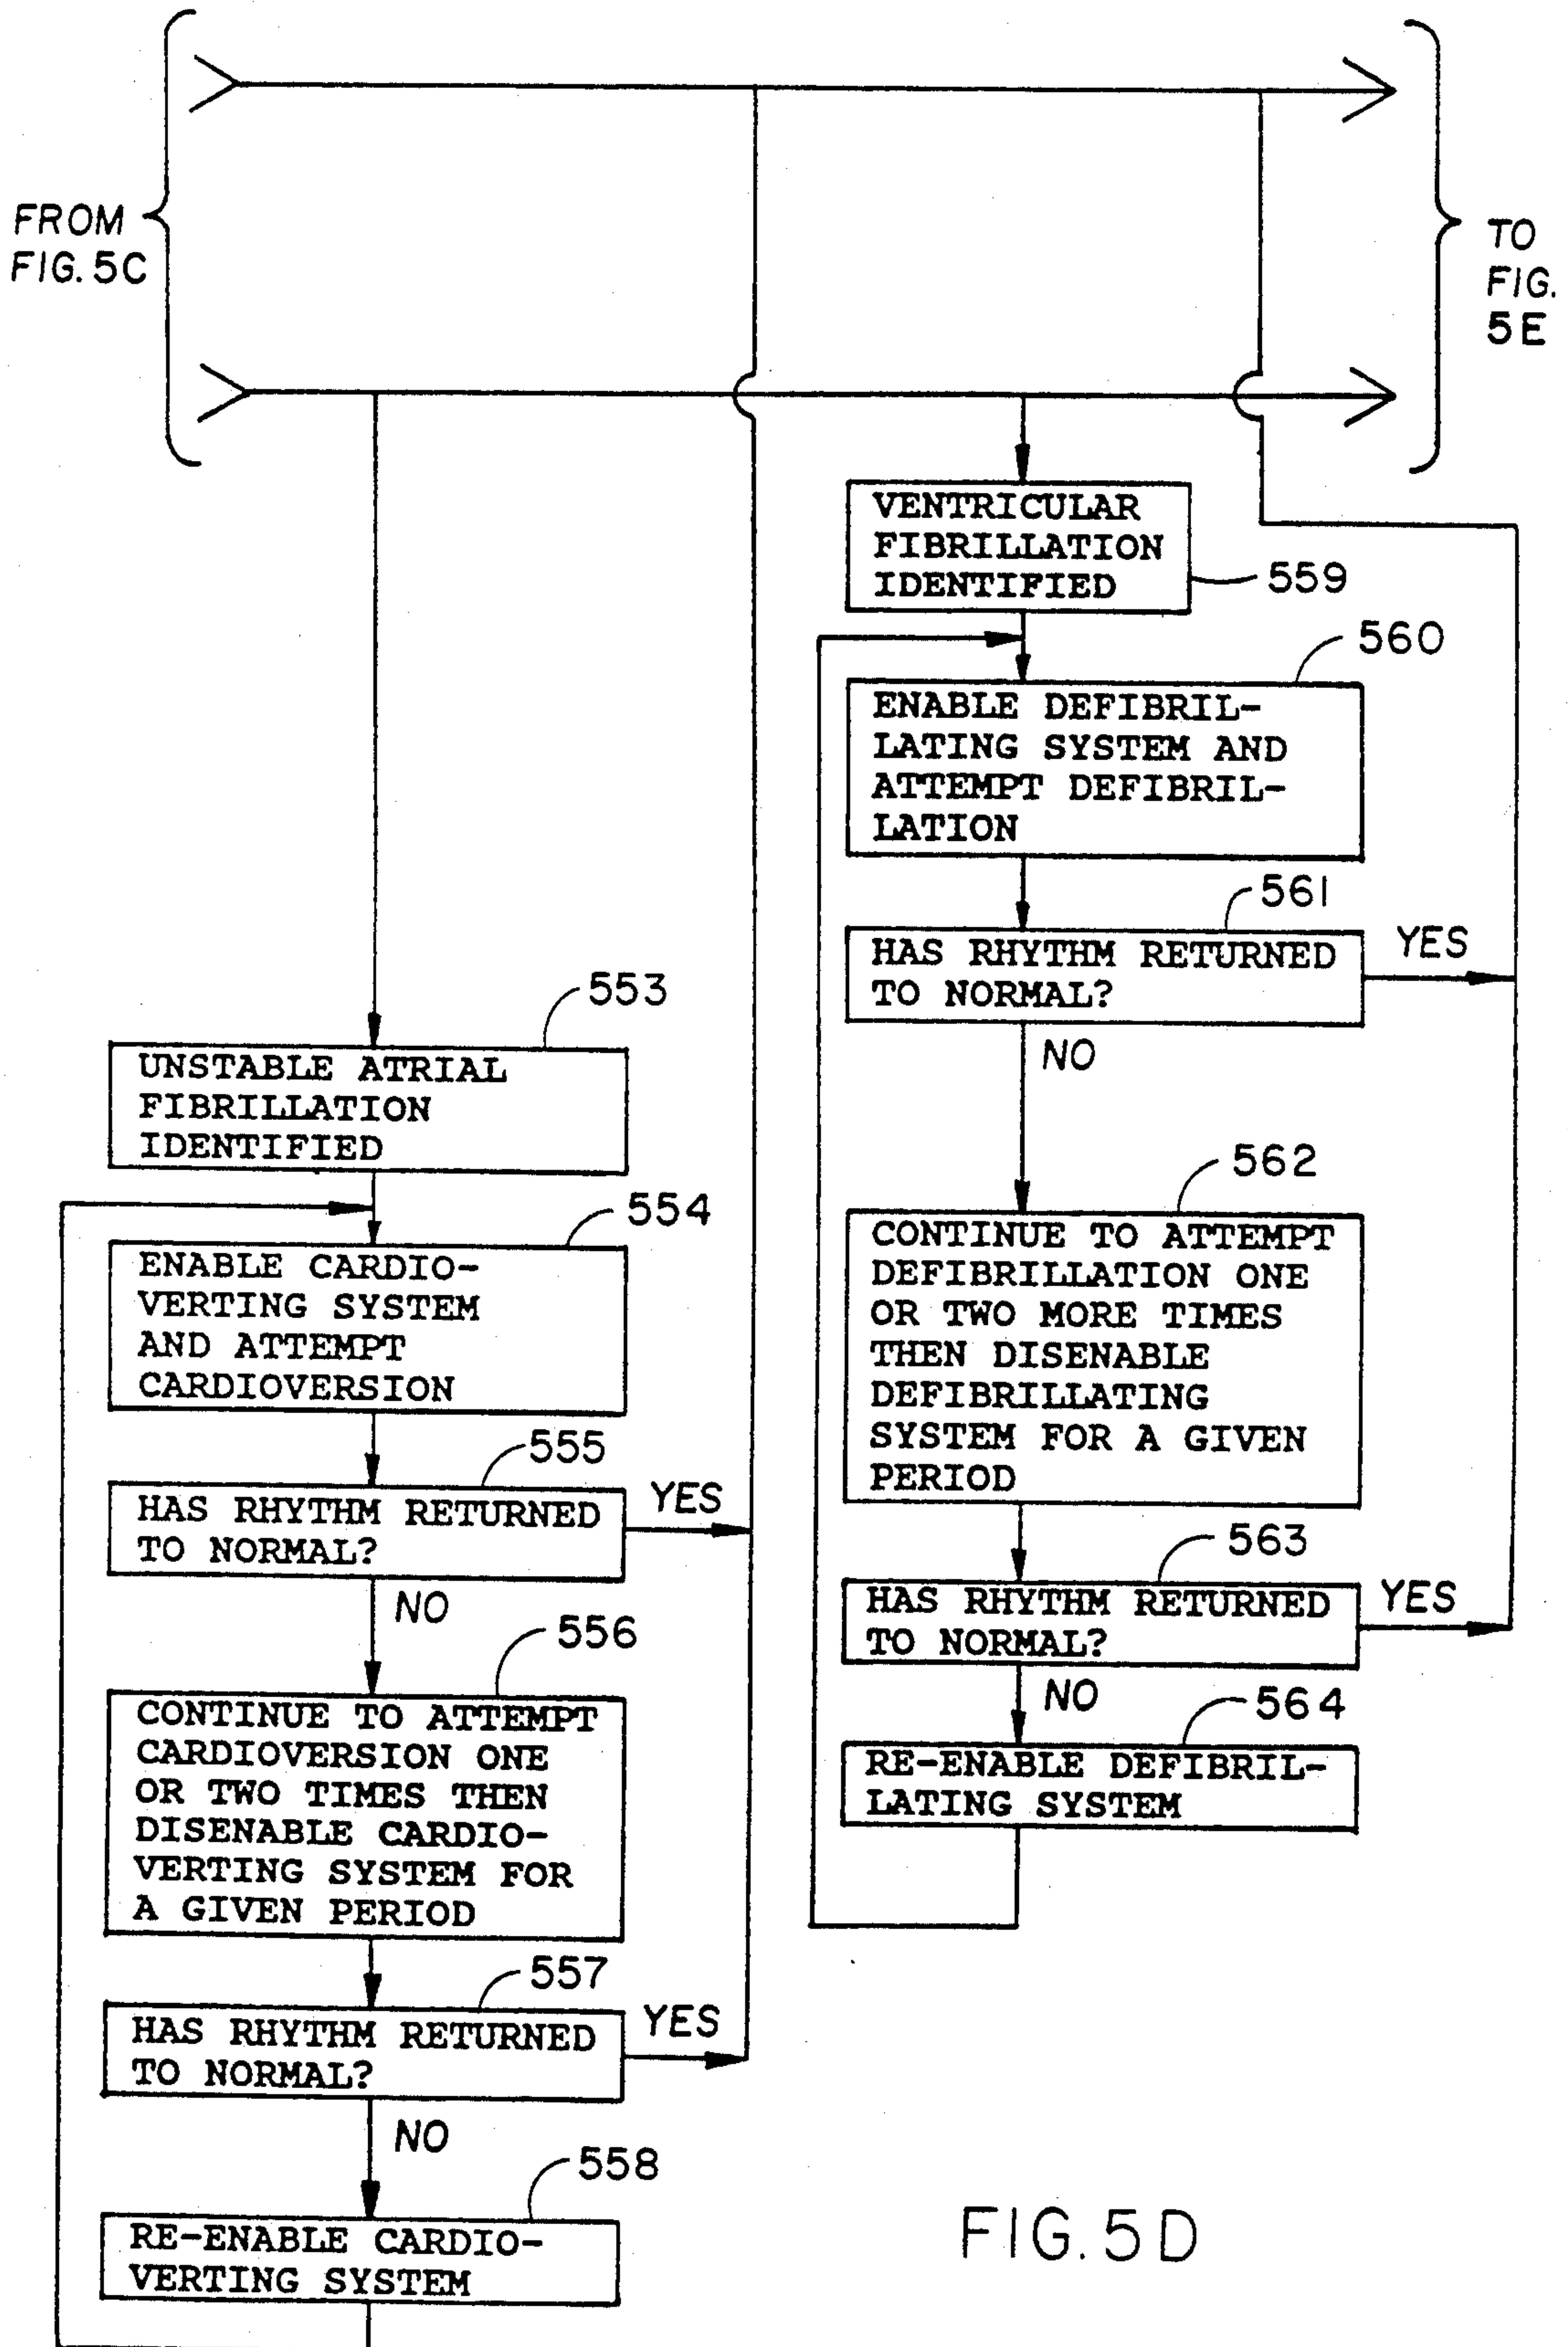 FROM
FIG. 5C
TO
FIG.
5E
553
UNSTABLE ATRIAL
FIBRILLATION
IDENTIFIED
554
ENABLE CARDIO-
VERTING SYSTEM
AND ATTEMPT
CARDIOVERSION
555
HAS RHYTHM RETURNED
TO NORMAL?
YES
NO
556
CONTINUE TO ATTEMPT
CARDIOVERSION ONE
OR TWO TIMES THEN
DISENABLE CARDIO-
VERTING SYSTEM FOR
A GIVEN PERIOD
557
HAS RHYTHM RETURNED
TO NORMAL?
YES
NO
558
RE-ENABLE CARDIO-
VERTING SYSTEM
VENTRICULAR
FIBRILLATION
IDENTIFIED
559
560
ENABLE DEFIBRIL-
LATING SYSTEM AND
ATTEMPT DEFIBRIL-
LATION
561
HAS RHYTHM RETURNED
TO NORMAL?
YES
NO
562
CONTINUE TO ATTEMPT
DEFIBRILLATION ONE
OR TWO MORE TIMES
THEN DISENABLE
DEFIBRILLATING
SYSTEM FOR A GIVEN
PERIOD
563
HAS RHYTHM RETURNED
TO NORMAL?
YES
NO
564
RE-ENABLE DEFIBRIL-
LATING SYSTEM
FIG. 5D